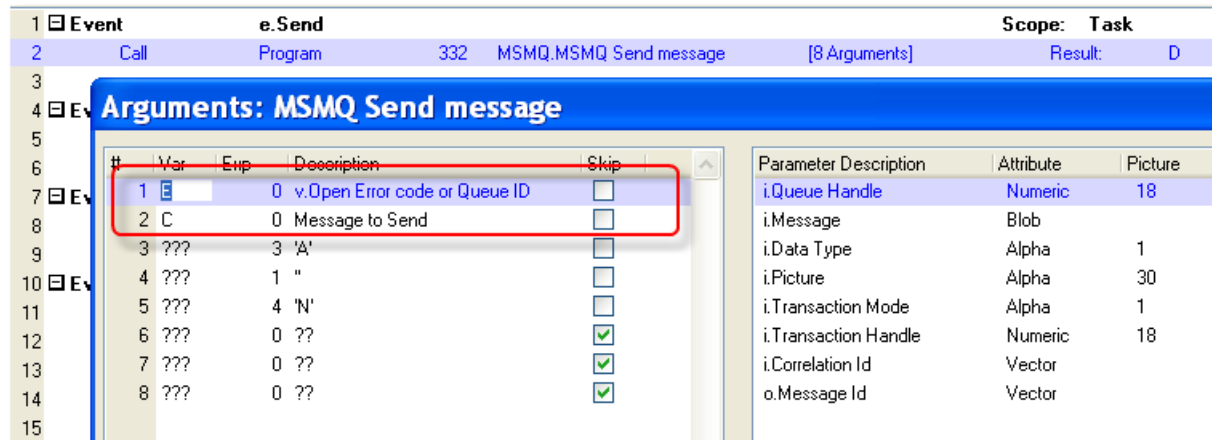 1 Event e.Send Scope: Task
2 Call Program 332 MSMQ.MSMQ Send message [8 Arguments] Result: D
3
4 Ev
5
6
7 Ev
8
9
10 Ev
11
12
13
14
15
Arguments: MSMQ Send message
# Var Exp Description Skip
1 E 0 v.Open Error code or Queue ID
2 C 0 Message to Send
3 ??? 3 'A'
4 ??? 1 ''
5 ??? 4 'N'
6 ??? 0 ??
7 ??? 0 ??
8 ??? 0 ??
Parameter Description Attribute Picture
i.Queue Handle Numeric 18
i.Message Blob
i.Data Type Alpha 1
i.Picture Alpha 30
i.Transaction Mode Alpha 1
i.Transaction Handle Numeric 18
i.Correlation Id Vector
o.Message Id Vector